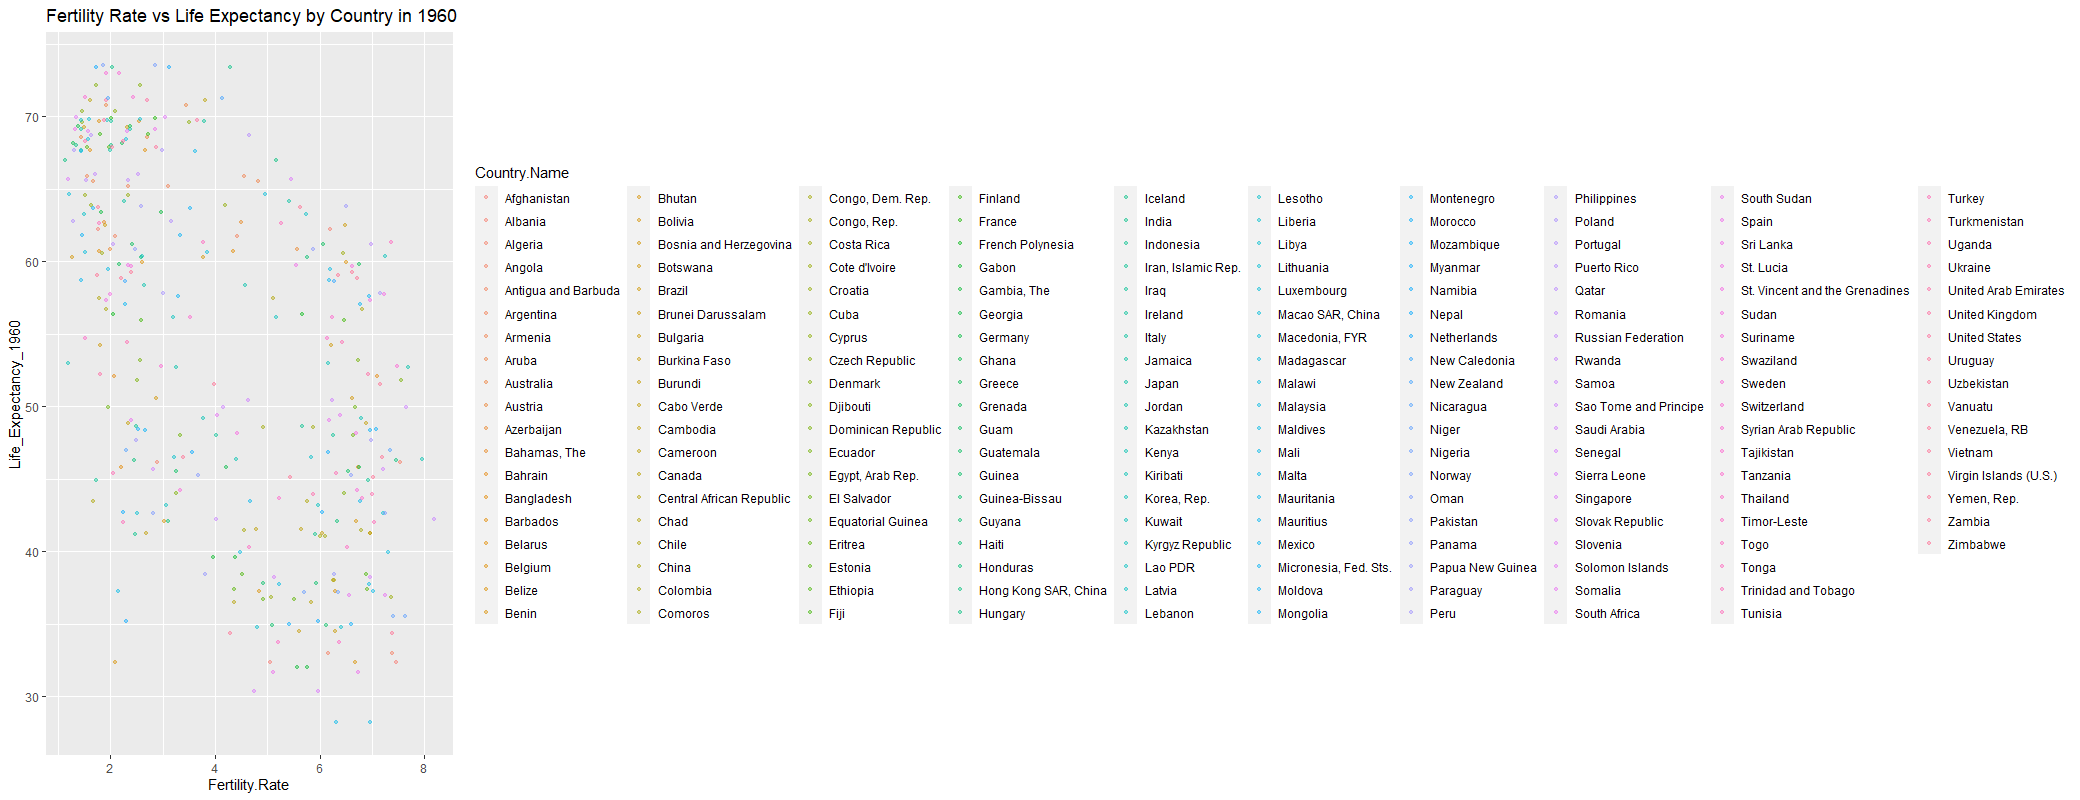 Fertility Rate vs Life Expectancy by Country in 1960
Life_Expectancy_1960
70
60
50
40
30
2 4 6 8
Fertility.Rate
Country.Name
Afghanistan
Albania
Algeria
Angola
Antigua and Barbuda
Argentina
Armenia
Aruba
Australia
Austria
Azerbaijan
Bahamas, The
Bahrain
Bangladesh
Barbados
Belarus
Belgium
Belize
Benin
Bhutan
Bolivia
Bosnia and Herzegovina
Botswana
Brazil
Brunei Darussalam
Bulgaria
Burkina Faso
Burundi
Cabo Verde
Cambodia
Cameroon
Canada
Central African Republic
Chad
Chile
China
Colombia
Comoros
Congo, Dem. Rep.
Congo, Rep.
Costa Rica
Cote d'Ivoire
Croatia
Cuba
Cyprus
Czech Republic
Denmark
Djibouti
Dominican Republic
Ecuador
Egypt, Arab Rep.
El Salvador
Equatorial Guinea
Eritrea
Estonia
Ethiopia
Fiji
Finland
France
French Polynesia
Gabon
Gambia, The
Georgia
Germany
Ghana
Greece
Grenada
Guam
Guatemala
Guinea
Guinea-Bissau
Guyana
Haiti
Honduras
Hong Kong SAR, China
Hungary
Iceland
India
Indonesia
Iran, Islamic Rep.
Iraq
Ireland
Italy
Jamaica
Japan
Jordan
Kazakhstan
Kenya
Kiribati
Korea, Rep.
Kuwait
Kyrgyz Republic
Lao PDR
Latvia
Lebanon
Lesotho
Liberia
Libya
Lithuania
Luxembourg
Macao SAR, China
Macedonia, FYR
Madagascar
Malawi
Malaysia
Maldives
Mali
Malta
Mauritania
Mauritius
Mexico
Micronesia, Fed. Sts.
Moldova
Mongolia
Montenegro
Morocco
Mozambique
Myanmar
Namibia
Nepal
Netherlands
New Caledonia
New Zealand
Nicaragua
Niger
Nigeria
Norway
Oman
Pakistan
Panama
Papua New Guinea
Paraguay
Peru
Philippines
Poland
Portugal
Puerto Rico
Qatar
Romania
Russian Federation
Rwanda
Samoa
Sao Tome and Principe
Saudi Arabia
Senegal
Sierra Leone
Singapore
Slovak Republic
Slovenia
Solomon Islands
Somalia
South Africa
South Sudan
Spain
Sri Lanka
St. Lucia
St. Vincent and the Grenadines
Sudan
Suriname
Swaziland
Sweden
Switzerland
Syrian Arab Republic
Tajikistan
Tanzania
Thailand
Timor-Leste
Togo
Tonga
Trinidad and Tobago
Tunisia
Turkey
Turkmenistan
Uganda
Ukraine
United Arab Emirates
United Kingdom
United States
Uruguay
Uzbekistan
Vanuatu
Venezuela, RB
Vietnam
Virgin Islands (U.S.)
Yemen, Rep.
Zambia
Zimbabwe